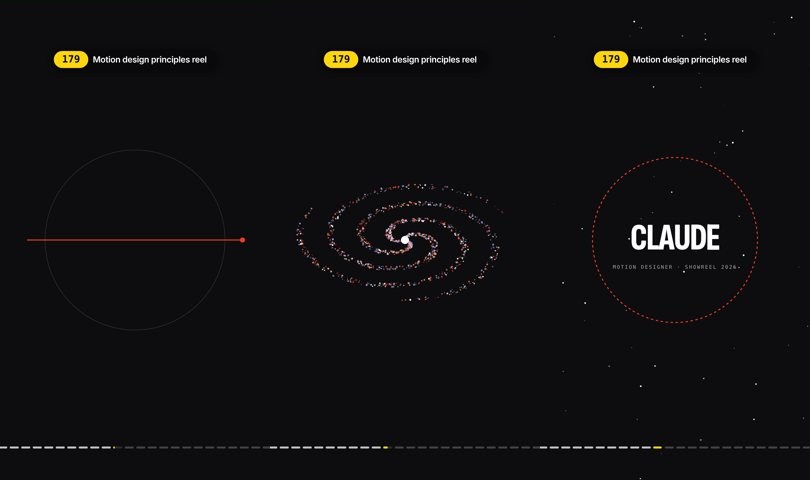 179 Motion design principles reel
179 Motion design principles reel
179 Motion design principles reel
CLAUDE
MOTION DESIGNER · SHOWREEL 2026